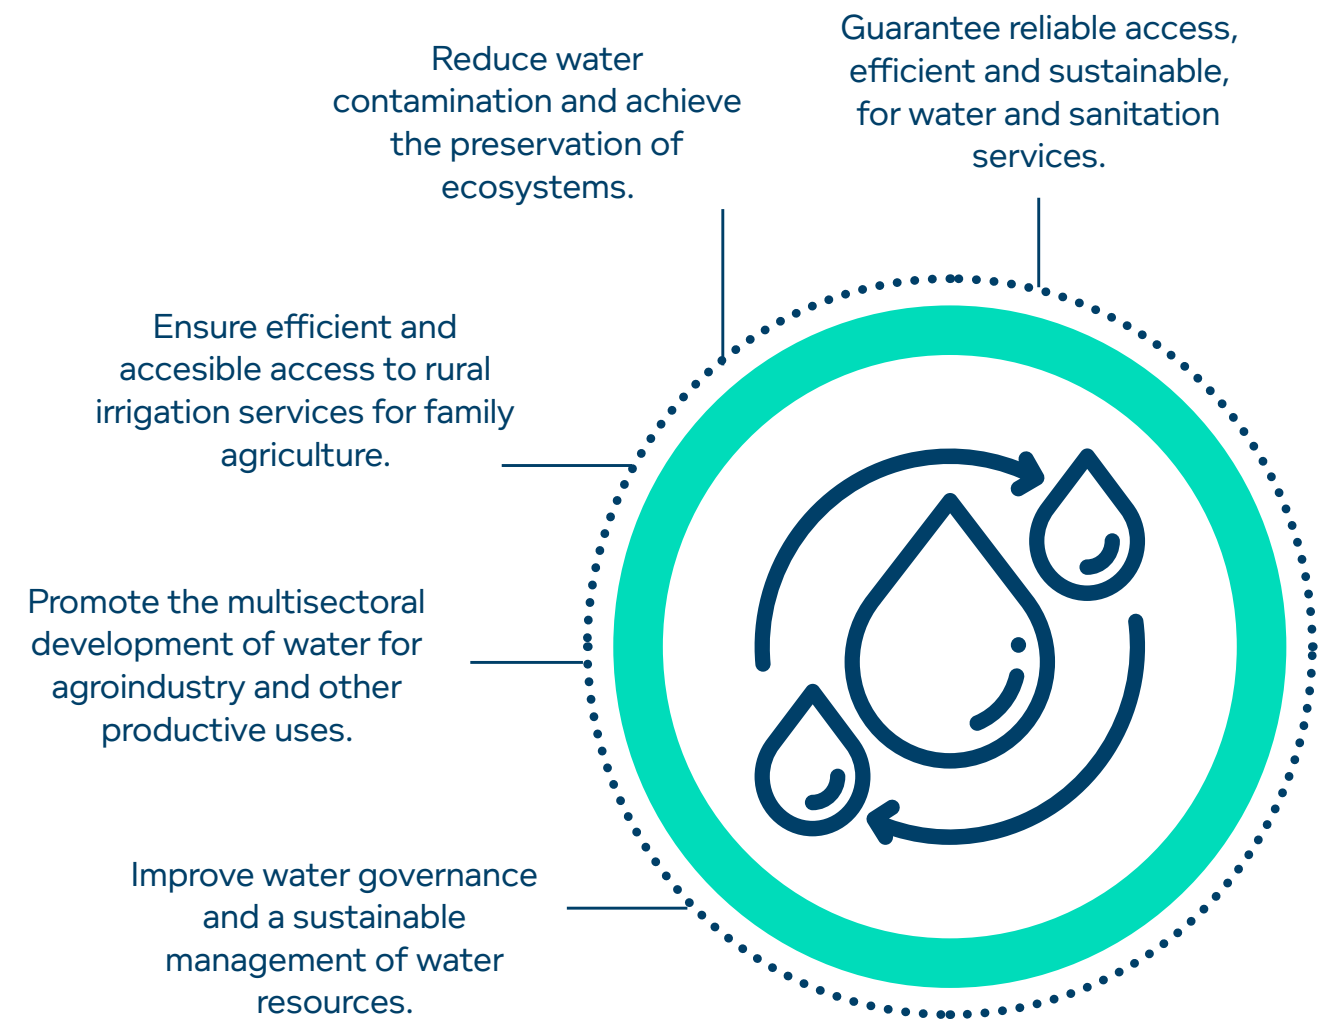 Guarantee reliable access,
efficient and sustainable,
for water and sanitation
services.
Reduce water
contamination and achieve
the preservation of
ecosystems.
Ensure efficient and
accesible access to rural
irrigation services for family
agriculture.
Promote the multisectoral
development of water for
agroindustry and other
productive uses.
Improve water governance
and a sustainable
management of water
resources.